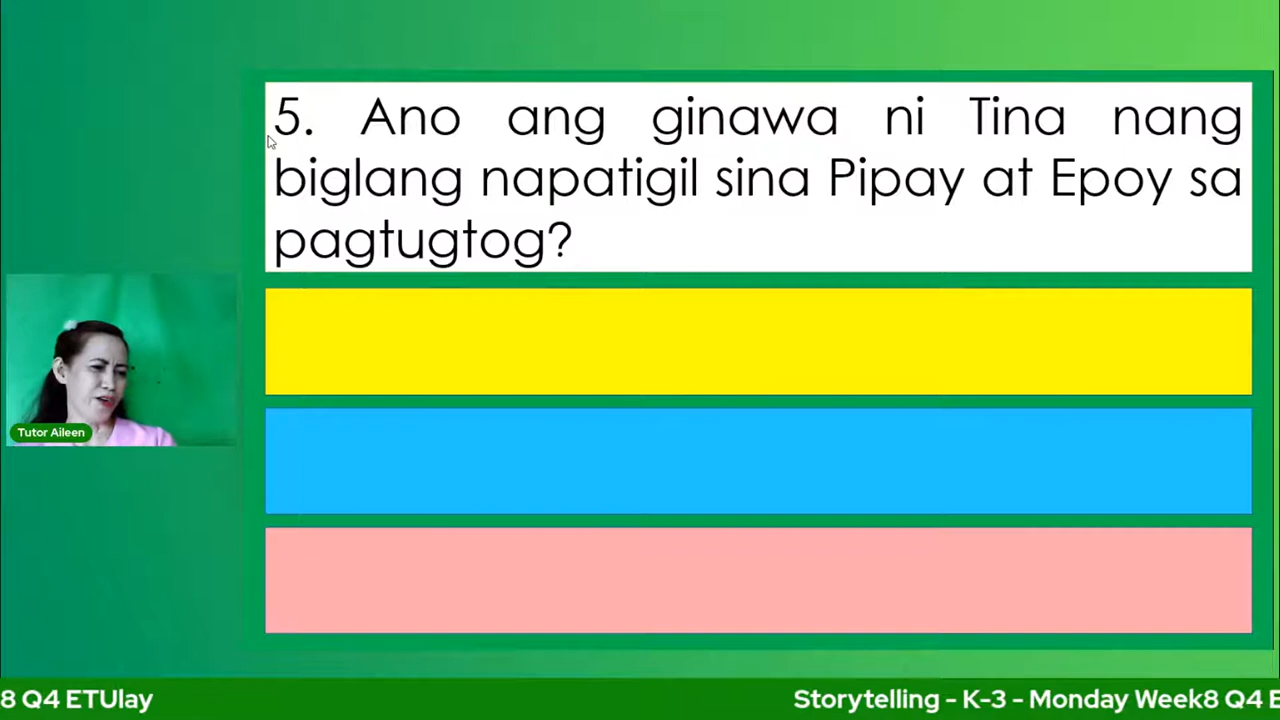 5. Ano ang ginawa ni Tina nang
biglang napatigil sina Pipay at Epoy sa
pagtugtog?
Tutor Aileen
8 Q4 ETUlay
Storytelling - K-3 - Monday Week8 Q4 E